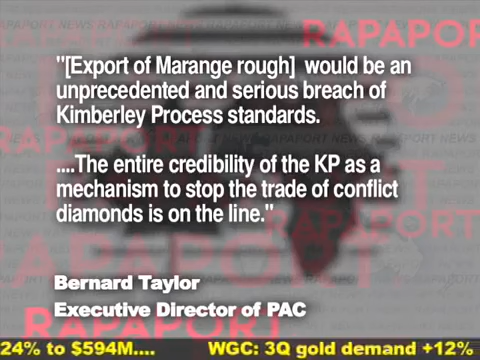 "[Export of Marange rough] would be an
unprecedented and serious breach of
Kimberley Process standards.
....The entire credibility of the KP as a
mechanism to stop the trade of conflict
diamonds is on the line."
Bernard Taylor
Executive Director of PAC
24% to $594M.... WGC: 3Q gold demand +12%